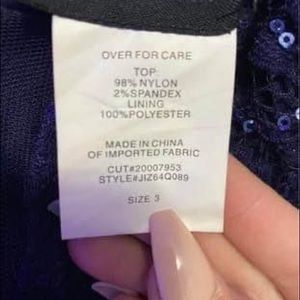 OVER FOR CARE
TOP:
98% NYLON
2%SPANDEX
LINING
100%POLYESTER
MADE IN CHINA
OF IMPORTED FABRIC
CUT#20007953
STYLE#JIZ64Q089
SIZE 3